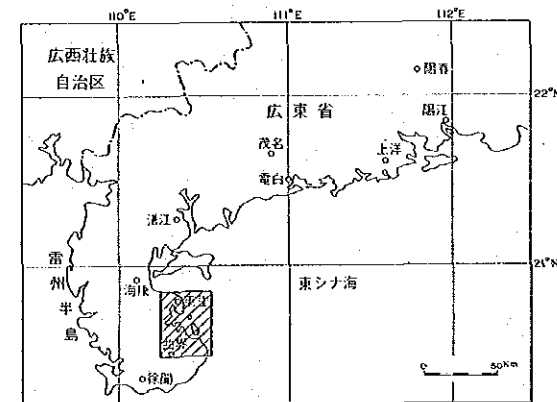 110°E
111°E
112°E
広西壮族
自治区
陽春
22°N
広東省
陽江
茂名
上洋
電白
湛江
21°N
雷
州
半
島
海康
東シナ海
徐聞
0 50Km